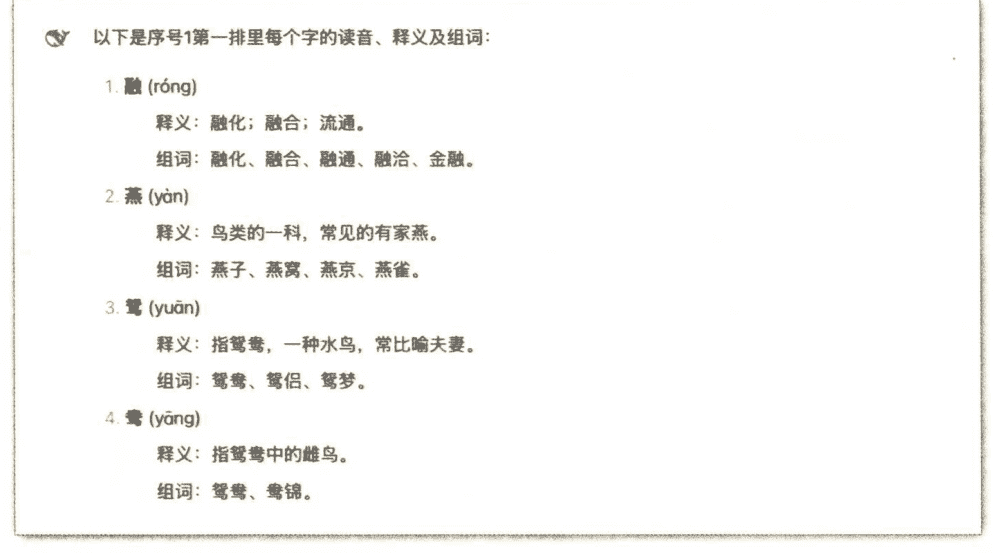 以下是序号1第一排里每个字的读音、释义及组词：
1. 融 (róng)
释义：融化；融合；流通。
组词：融化、融合、融通、融洽、金融。
2. 燕 (yàn)
释义：鸟类的一科，常见的有家燕。
组词：燕子、燕窝、燕京、燕雀。
3. 鸳 (yuān)
释义：指鸳鸯，一种水鸟，常比喻夫妻。
组词：鸳鸯、鸳侣、鸳梦。
4. 鸯 (yāng)
释义：指鸳鸯中的雌鸟。
组词：鸳鸯、鸯锦。